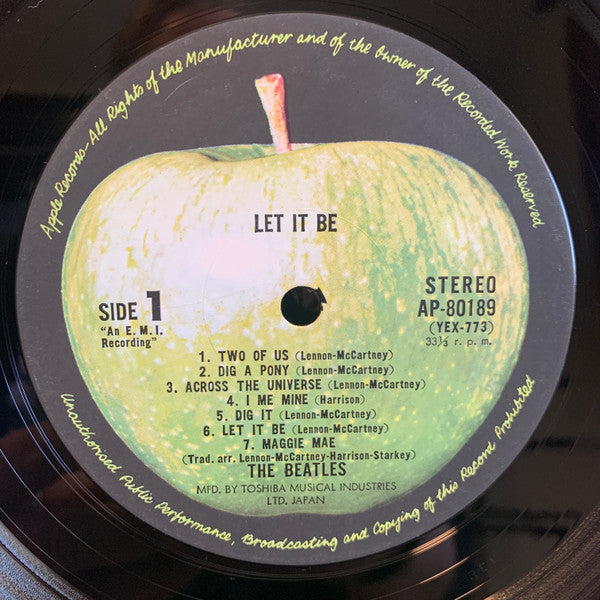 Apple Records - All Rights of the Manufacturer and of the Owner of the Recorded Work Reserved
LET IT BE
STEREO
AP-80189
(YEX-773)
33⅓ r. p. m.
SIDE 1
"An E. M. I.
Recording"
1. TWO OF US (Lennon-McCartney)
2. DIG A PONY (Lennon-McCartney)
3. ACROSS THE UNIVERSE (Lennon-McCartney)
4. I ME MINE (Harrison)
5. DIG IT (Lennon-McCartney)
6. LET IT BE (Lennon-McCartney)
7. MAGGIE MAE
(Trad. arr. Lennon-McCartney-Harrison-Starkey)
THE BEATLES
MFD. BY TOSHIBA MUSICAL INDUSTRIES
LTD. JAPAN
Unauthorised Public Performance, Broadcasting and Copying of this Record Prohibited